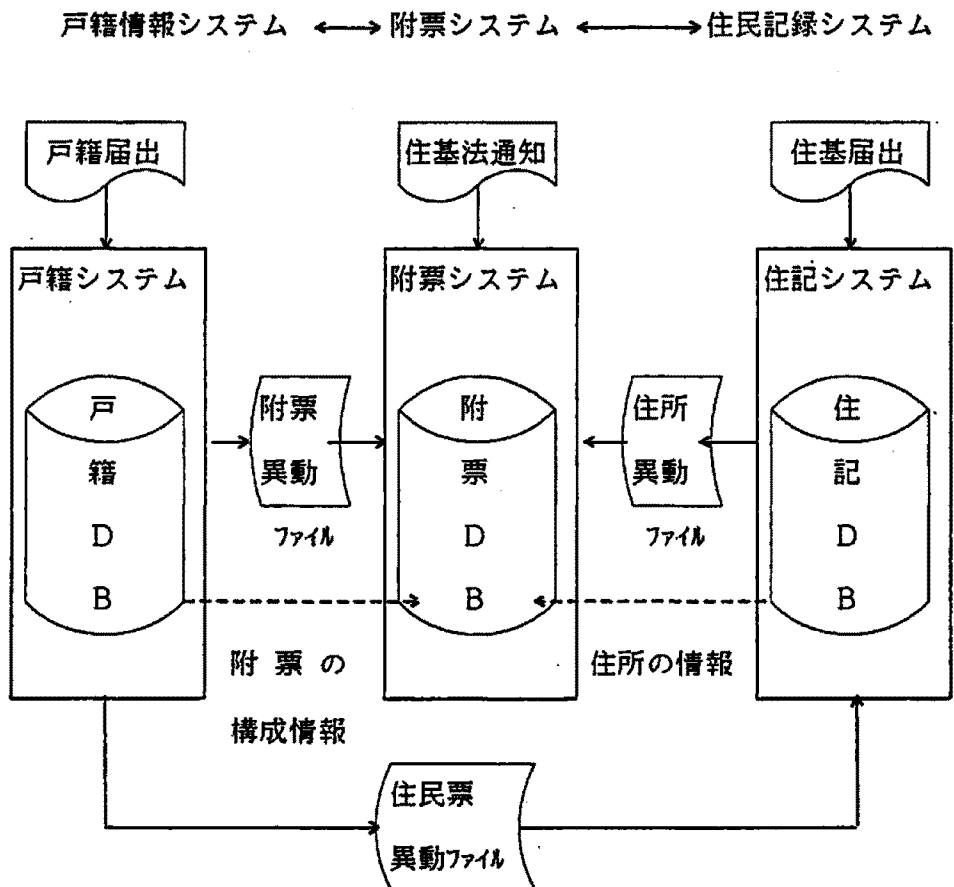 戸籍情報システム ←→ 附票システム ←→ 住民記録システム
戸籍届出
住基法通知
住基届出
戸籍システム
附票システム
住記システム
戸
籍
D
B
附票
異動
ファイル
附
票
D
B
住所
異動
ファイル
住
記
D
B
附票の
構成情報
住所の情報
住民票
異動ファイル